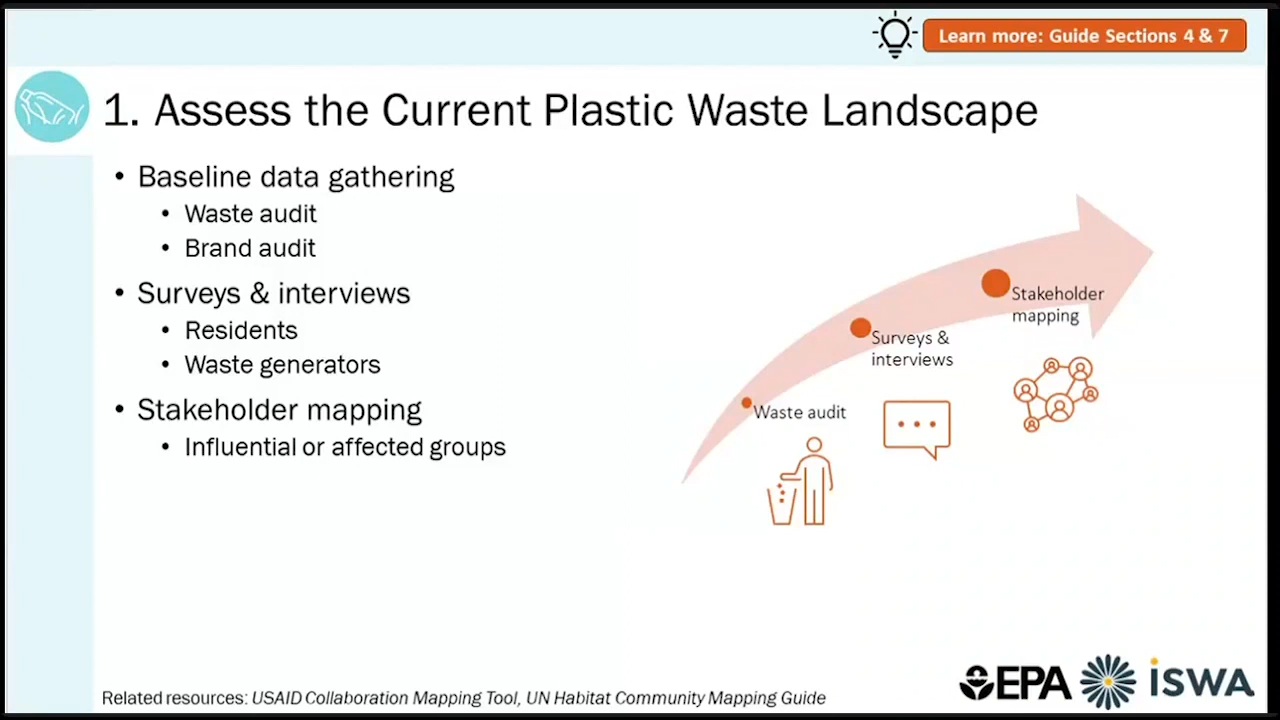 Learn more: Guide Sections 4 & 7
1. Assess the Current Plastic Waste Landscape
• Baseline data gathering
• Waste audit
• Brand audit
• Surveys & interviews
• Residents
• Waste generators
• Stakeholder mapping
• Influential or affected groups
Waste audit
Surveys &
interviews
Stakeholder
mapping
Related resources: USAID Collaboration Mapping Tool, UN Habitat Community Mapping Guide
EPA
iSWA